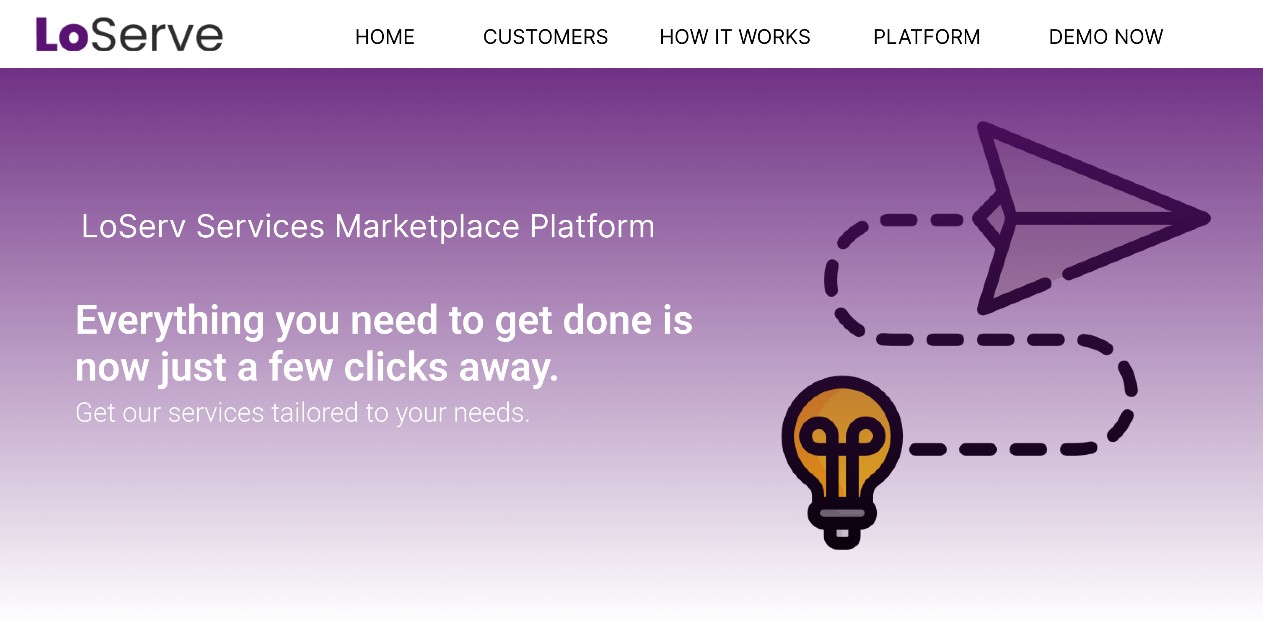 LoServe
HOME CUSTOMERS HOW IT WORKS PLATFORM DEMO NOW
LoServ Services Marketplace Platform
Everything you need to get done is
now just a few clicks away.
Get our services tailored to your needs.